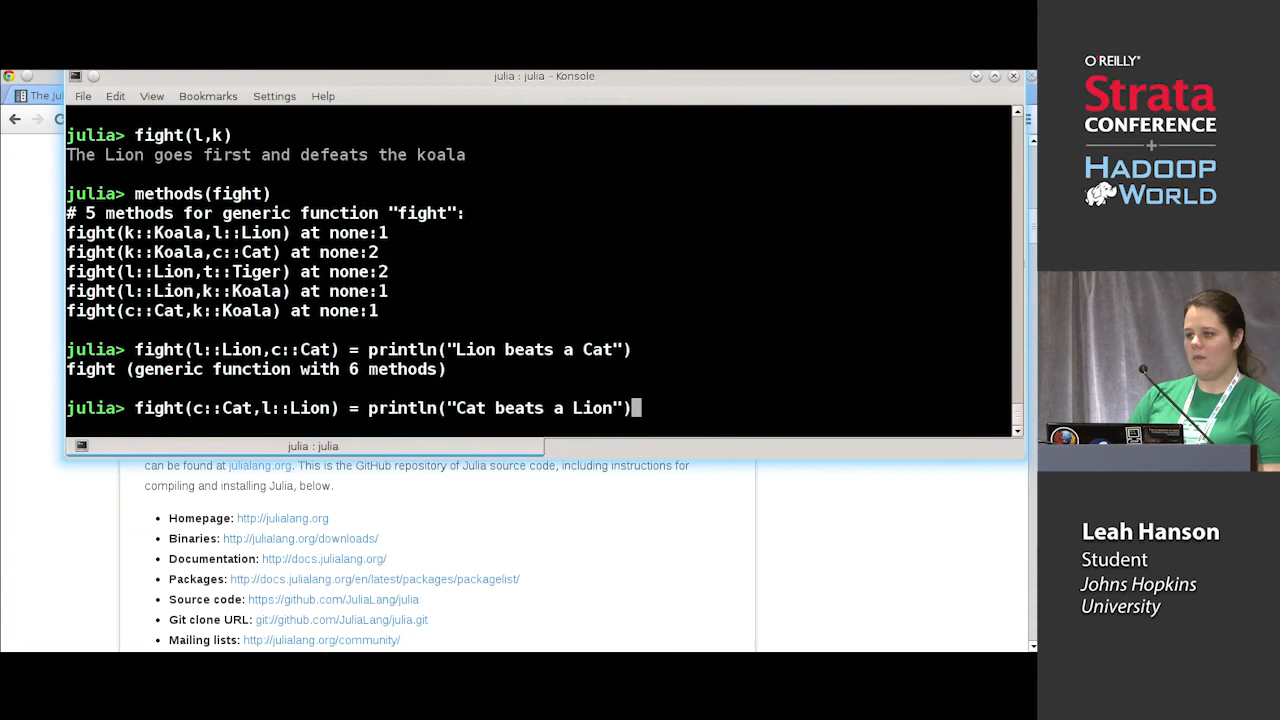 julia : julia – Konsole
The Jul
File Edit View Bookmarks Settings Help
julia> fight(l,k)
The Lion goes first and defeats the koala
julia> methods(fight)
# 5 methods for generic function "fight":
fight(k::Koala,l::Lion) at none:1
fight(k::Koala,c::Cat) at none:2
fight(l::Lion,t::Tiger) at none:2
fight(l::Lion,k::Koala) at none:1
fight(c::Cat,k::Koala) at none:1
julia> fight(l::Lion,c::Cat) = println("Lion beats a Cat")
fight (generic function with 6 methods)
julia> fight(c::Cat,l::Lion) = println("Cat beats a Lion")
julia : julia
can be found at julialang.org. This is the GitHub repository of Julia source code, including instructions for
compiling and installing Julia, below.
• Homepage: http://julialang.org
• Binaries: http://julialang.org/downloads/
• Documentation: http://docs.julialang.org/
• Packages: http://docs.julialang.org/en/latest/packages/packagelist/
• Source code: https://github.com/JuliaLang/julia
• Git clone URL: git://github.com/JuliaLang/julia.git
• Mailing lists: http://julialang.org/community/
O REILLY®
Strata
CONFERENCE
+
HADOOP
WORLD
Leah Hanson
Student
Johns Hopkins
University